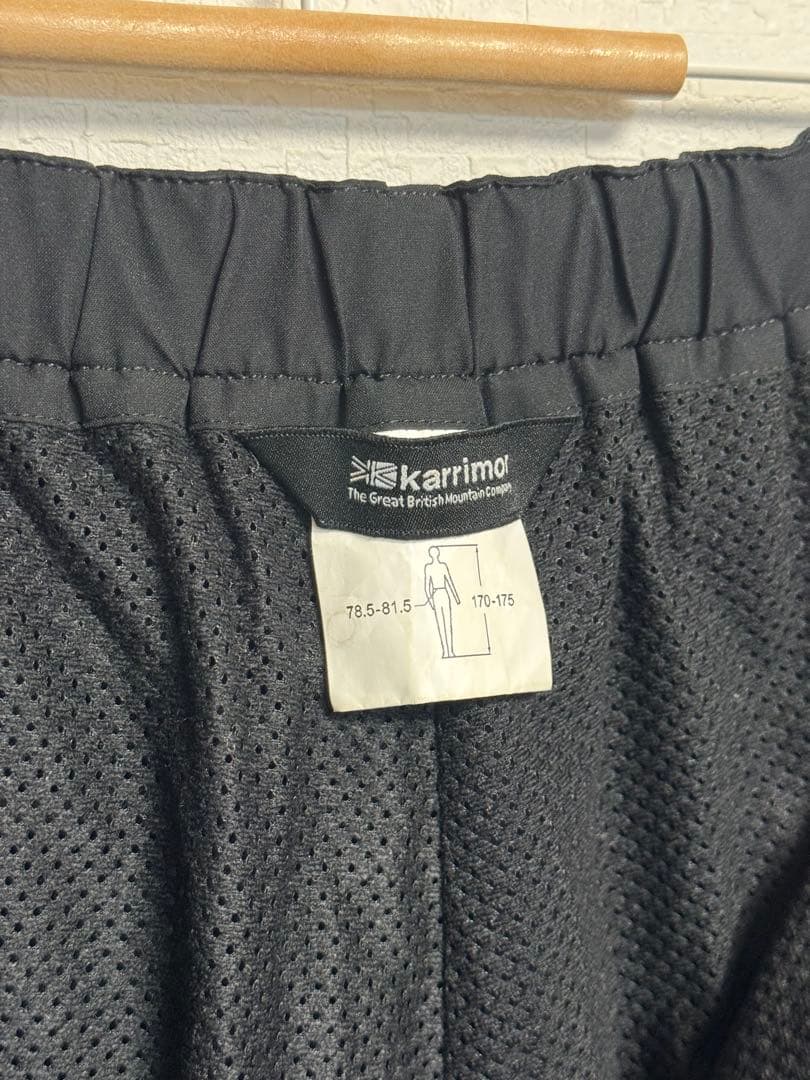 karrimor
The Great British Mountain Company
78.5-81.5
170-175